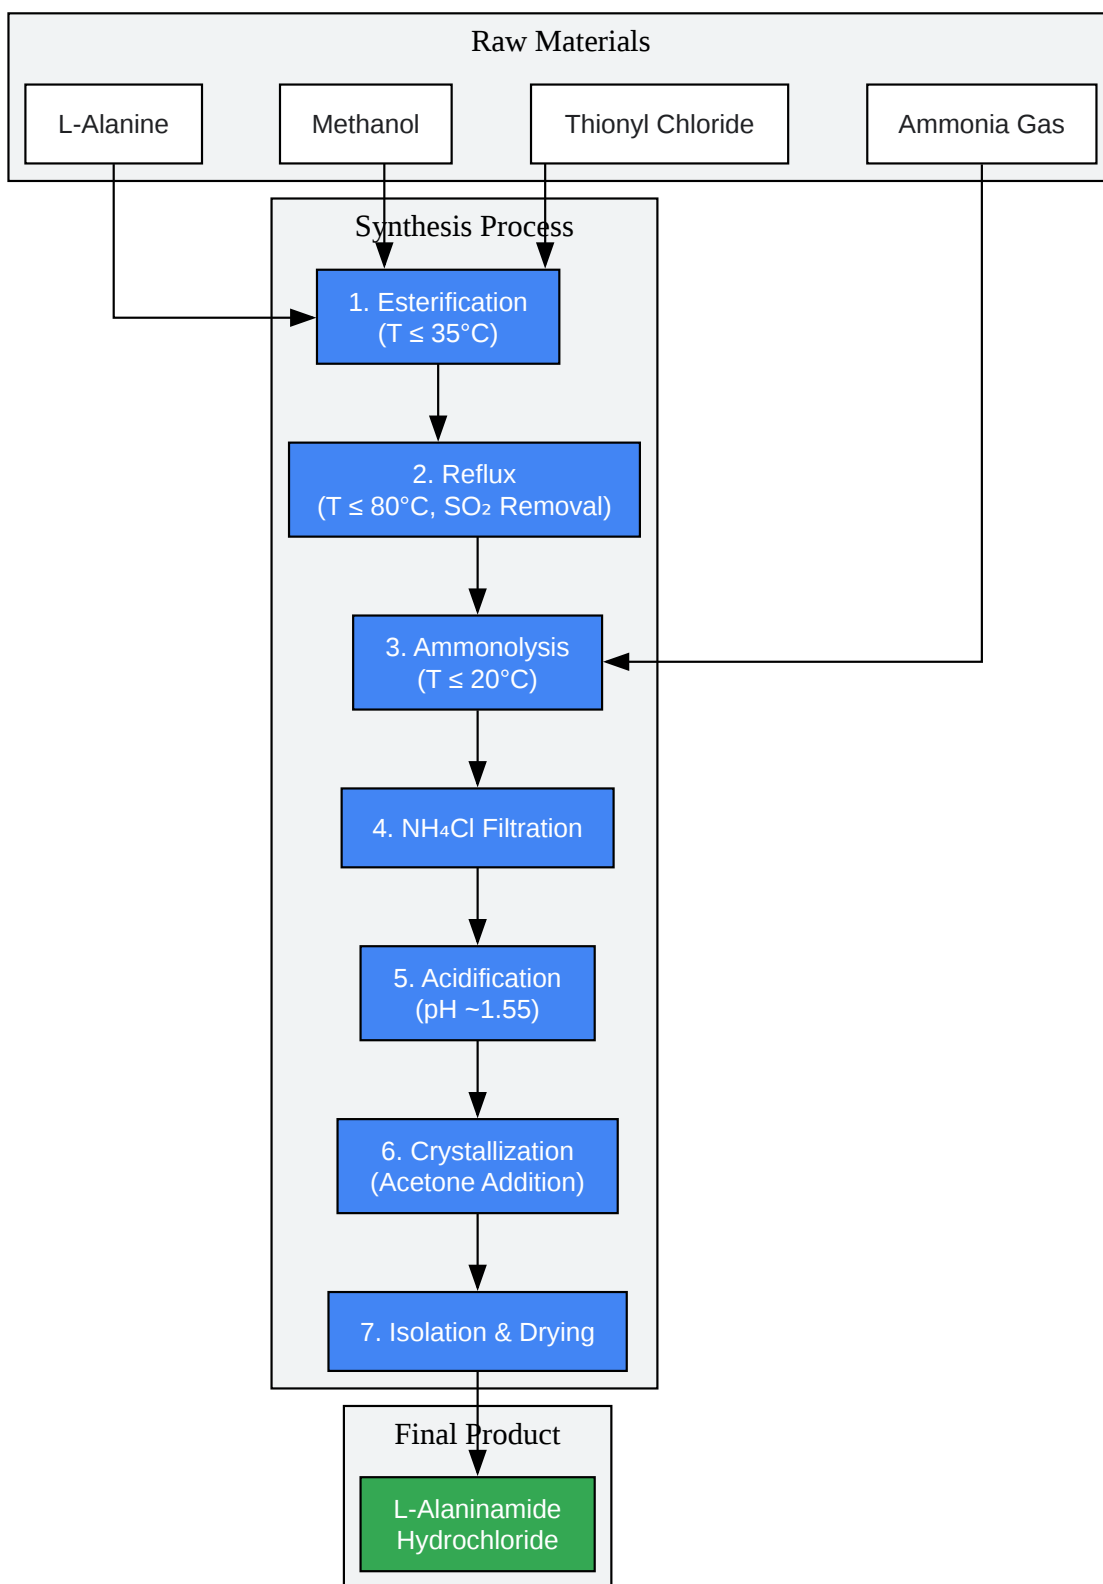 Raw Materials
L-Alanine
Methanol
Thionyl Chloride
Ammonia Gas
Synthesis Process
1. Esterification
(T ≤ 35°C)
2. Reflux
(T ≤ 80°C, SO₂ Removal)
3. Ammonolysis
(T ≤ 20°C)
4. NH₄Cl Filtration
5. Acidification
(pH ~1.55)
6. Crystallization
(Acetone Addition)
7. Isolation & Drying
Final Product
L-Alaninamide
Hydrochloride